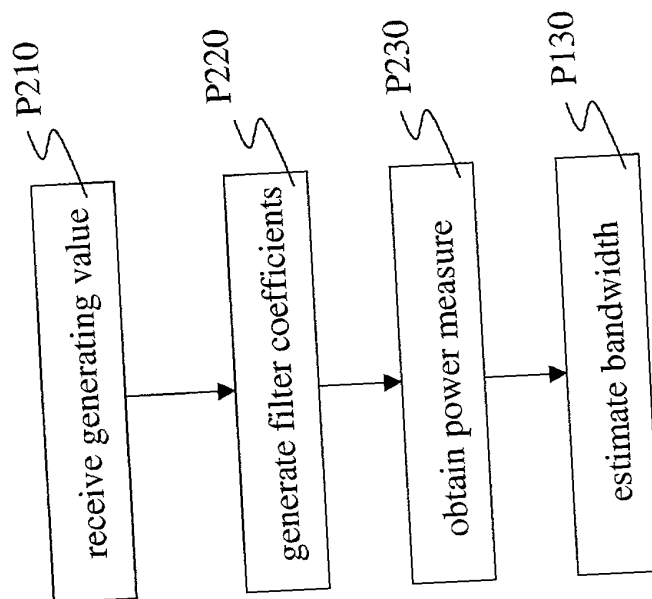 receive generating value
P210
generate filter coefficients
P220
obtain power measure
P230
estimate bandwidth
P130